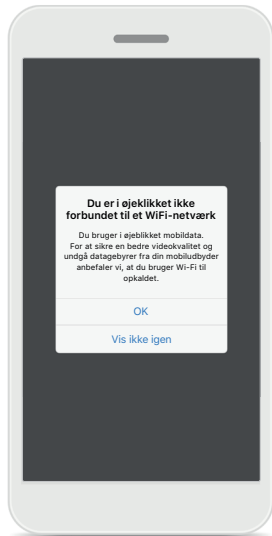 Du er i øjeklikket ikke
forbundet til et WiFi-netværk
Du bruger i øjeblikket mobildata.
For at sikre en bedre videokvalitet og
undgå datagebyrer fra din mobiludbyder
anbefaler vi, at du bruger Wi-Fi til
opkaldet.
OK
Vis ikke igen